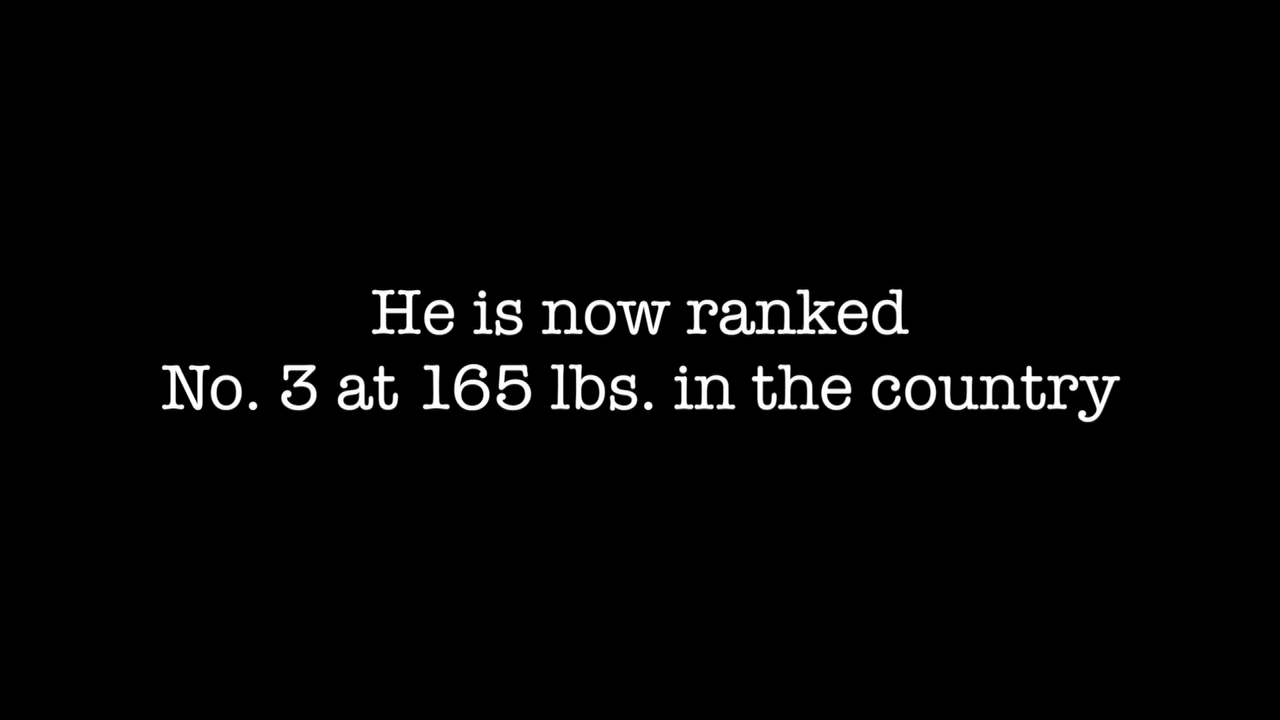 He is now ranked
No. 3 at 165 lbs. in the country